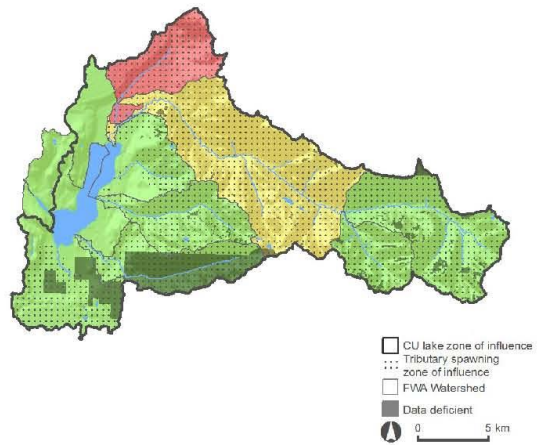 CU lake zone of influence
Tributary spawning
zone of influence
FWA Watershed
Data deficient
0 5 km